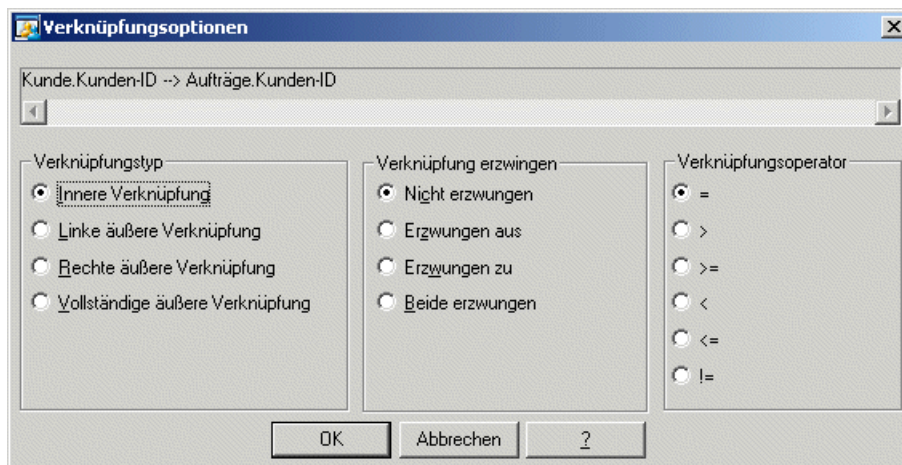 Verknüpfungsoptionen
Kunde.Kunden-ID --> Aufträge.Kunden-ID
Verknüpfungstyp
Innere Verknüpfung
Linke äußere Verknüpfung
Rechte äußere Verknüpfung
Vollständige äußere Verknüpfung
Verknüpfung erzwingen
Nicht erzwungen
Erzwungen aus
Erzwungen zu
Beide erzwungen
Verknüpfungsoperator
=
>
>=
<
<=
!=
OK Abbrechen ?